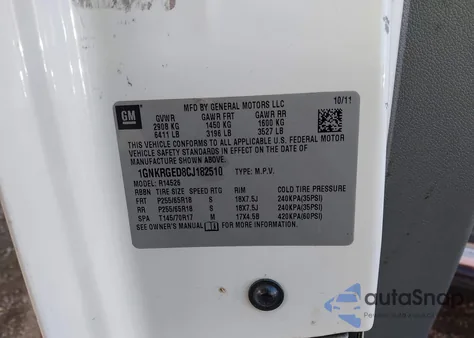 MFD BY GENERAL MOTORS LLC 10/11
GM
GVWR GAWR FRT GAWR RR
2908 KG 1450 KG 1600 KG
6411 LB 3196 LB 3527 LB
THIS VEHICLE CONFORMS TO ALL APPLICABLE U.S. FEDERAL MOTOR
VEHICLE SAFETY STANDARDS IN EFFECT ON THE DATE OF
MANUFACTURE SHOWN ABOVE.
1GNKRGED8CJ182510 TYPE: M.P.V.
MODEL: R14526
RBBN TIRE SIZE SPEED RTG RIM COLD TIRE PRESSURE
FRT P255/65R18 S 18X7.5J 240KPA(35PSI)
RR P255/65R18 S 18X7.5J 240KPA(35PSI)
SPA T145/70R17 M 17X4.5B 420KPA(60PSI)
SEE OWNER'S MANUAL FOR MORE INFORMATION.
autoSnap